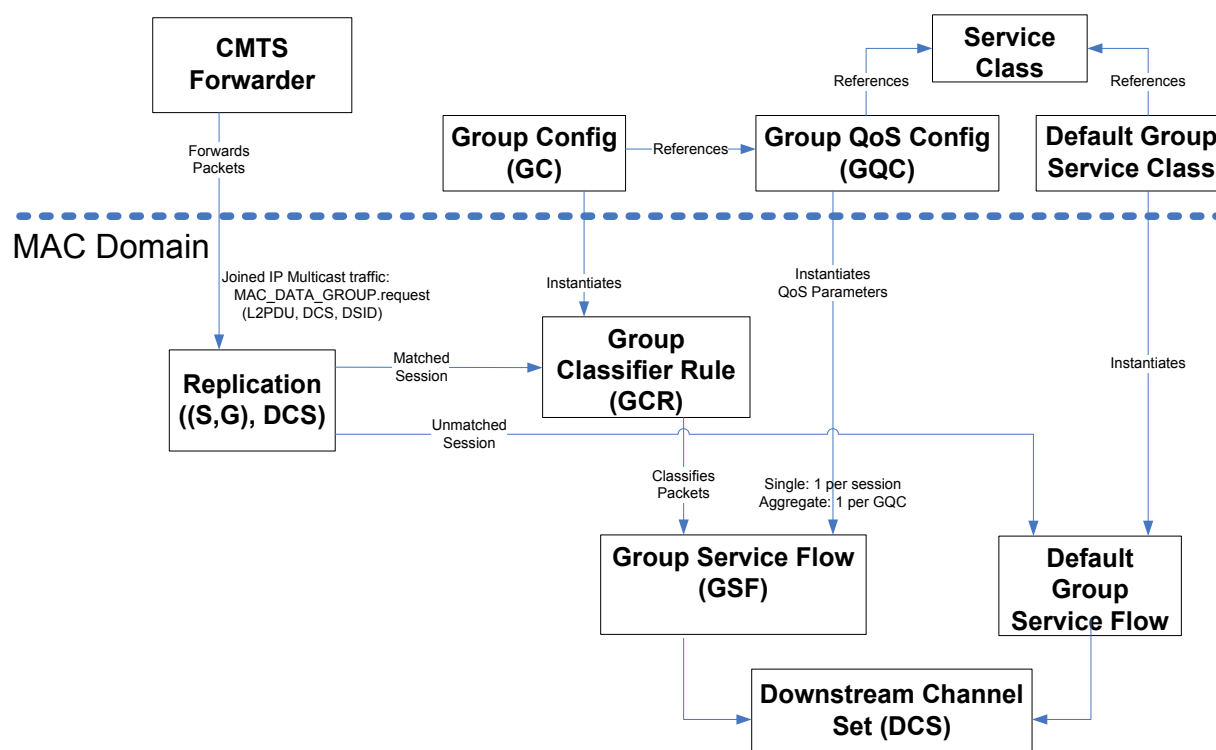 CMTS
Forwarder
Service
Class
References
References
Group Config
(GC)
References
Group QoS Config
(GQC)
Default Group
Service Class
Forwards
Packets
MAC Domain
Joined IP Multicast traffic:
MAC_DATA_GROUP.request
(L2PDU, DCS, DSID)
Instantiates
Instantiates
QoS Parameters
Replication
((S,G), DCS)
Matched
Session
Group
Classifier Rule
(GCR)
Instantiates
Unmatched
Session
Classifies
Packets
Single: 1 per session
Aggregate: 1 per GQC
Group Service Flow
(GSF)
Default
Group
Service Flow
Downstream Channel
Set (DCS)